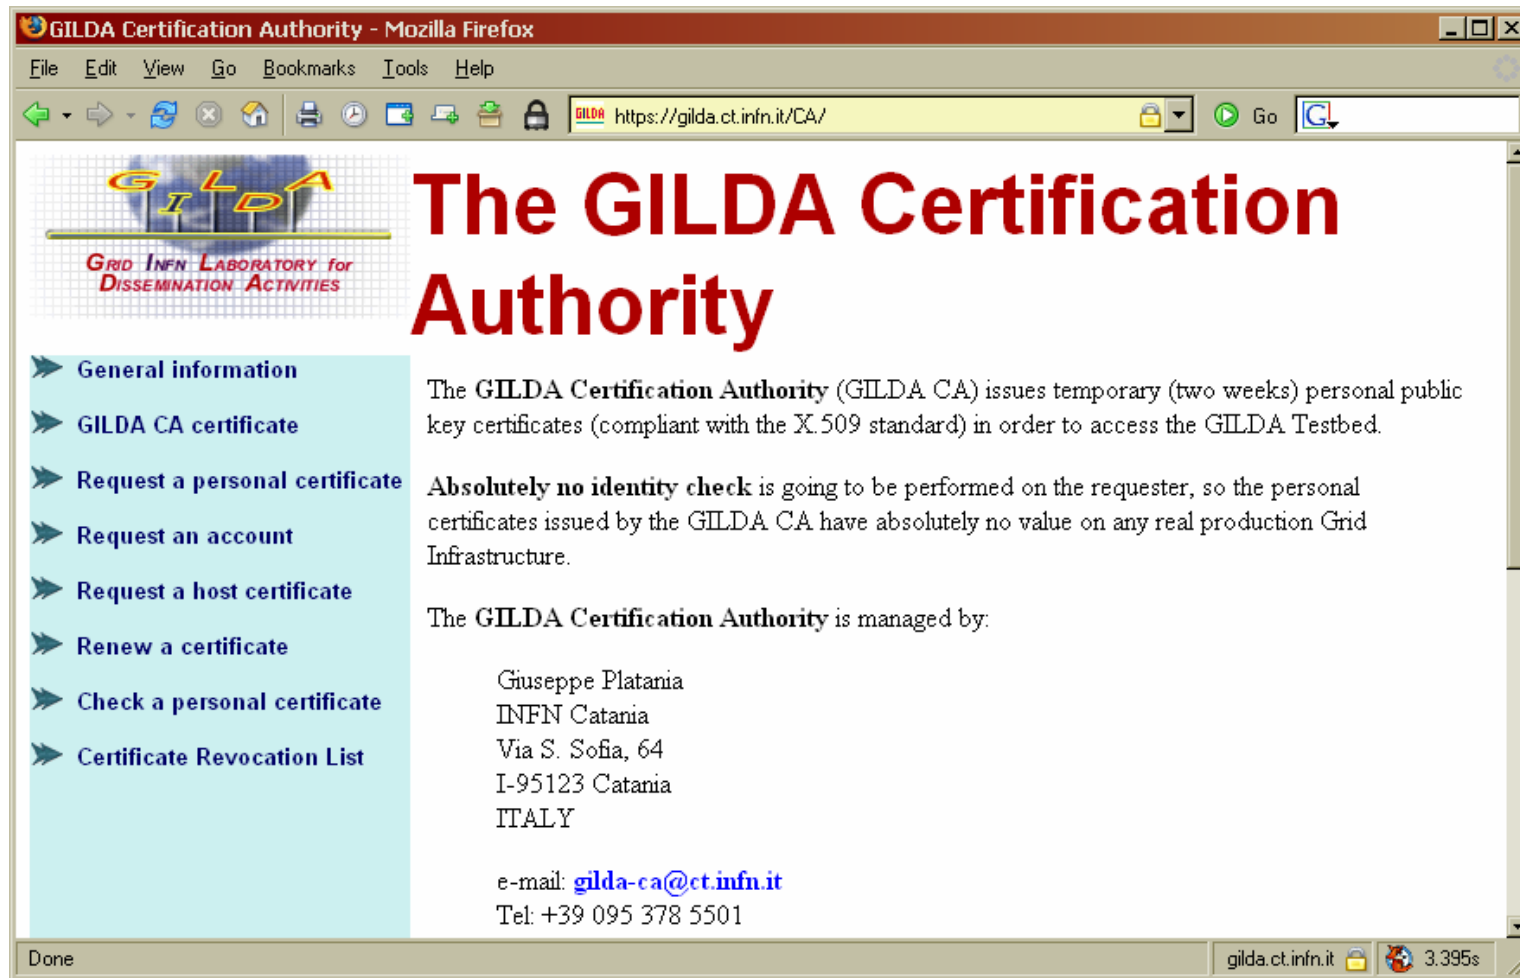 GILDA Certification Authority - Mozilla Firefox
File Edit View Go Bookmarks Tools Help
GILDA https://gilda.ct.infn.it/CA/ Go G
GILDA
GRID INFN LABORATORY for
DISSEMINATION ACTIVITIES
General information
GILDA CA certificate
Request a personal certificate
Request an account
Request a host certificate
Renew a certificate
Check a personal certificate
Certificate Revocation List
The GILDA Certification
Authority
The GILDA Certification Authority (GILDA CA) issues temporary (two weeks) personal public
key certificates (compliant with the X.509 standard) in order to access the GILDA Testbed.
Absolutely no identity check is going to be performed on the requester, so the personal
certificates issued by the GILDA CA have absolutely no value on any real production Grid
Infrastructure.
The GILDA Certification Authority is managed by:
Giuseppe Platania
INFN Catania
Via S. Sofia, 64
I-95123 Catania
ITALY
e-mail: gilda-ca@ct.infn.it
Tel: +39 095 378 5501
Done gilda.ct.infn.it 3.395s